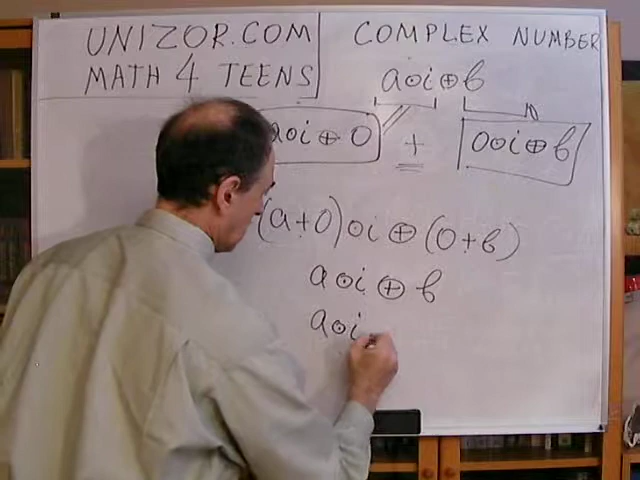 UNIZOR.COM
MATH 4 TEENS
COMPLEX NUMBER
a∘i⊕b
a∘i⊕0 + 0∘i⊕b
(a+0)∘i⊕(0+b)
a∘i⊕b
a∘i